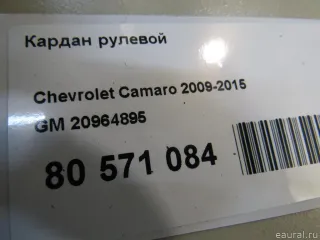 Кардан рулевой
Chevrolet Camaro 2009-2015
GM 20964895
80 571 084
eaural.ru